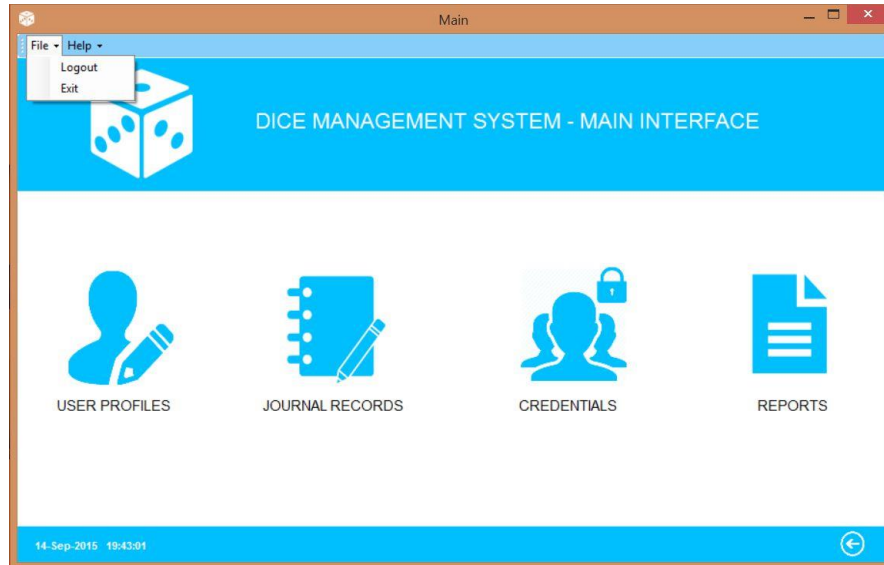 Main
File Help
Logout
Exit
DICE MANAGEMENT SYSTEM - MAIN INTERFACE
USER PROFILES JOURNAL RECORDS CREDENTIALS REPORTS
14-Sep-2015 19:43:01